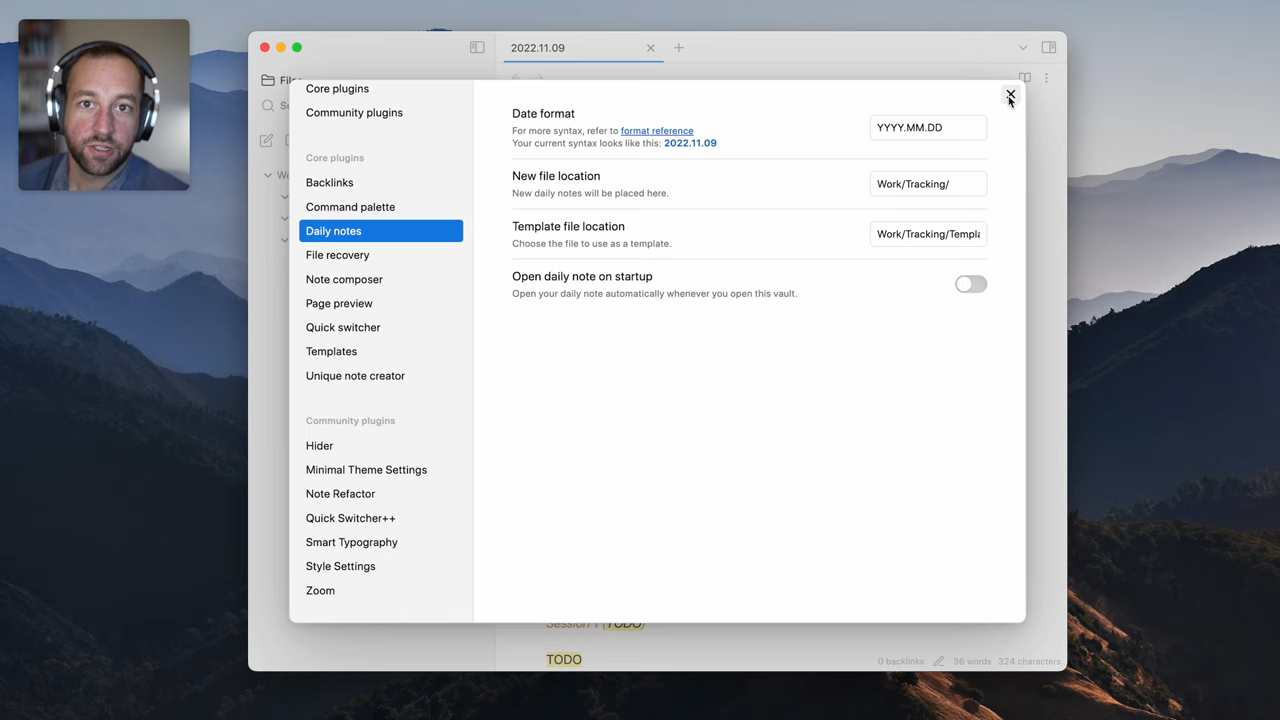 2022.11.09
Core plugins
Community plugins
Core plugins
Backlinks
Command palette
Daily notes
File recovery
Note composer
Page preview
Quick switcher
Templates
Unique note creator
Community plugins
Hider
Minimal Theme Settings
Note Refactor
Quick Switcher++
Smart Typography
Style Settings
Zoom
Date format
For more syntax, refer to format reference
Your current syntax looks like this: 2022.11.09
YYYY.MM.DD
New file location
New daily notes will be placed here.
Work/Tracking/
Template file location
Choose the file to use as a template.
Work/Tracking/Templa
Open daily note on startup
Open your daily note automatically whenever you open this vault.
Session 1 (TODO)
TODO
0 backlinks 36 words 324 characters